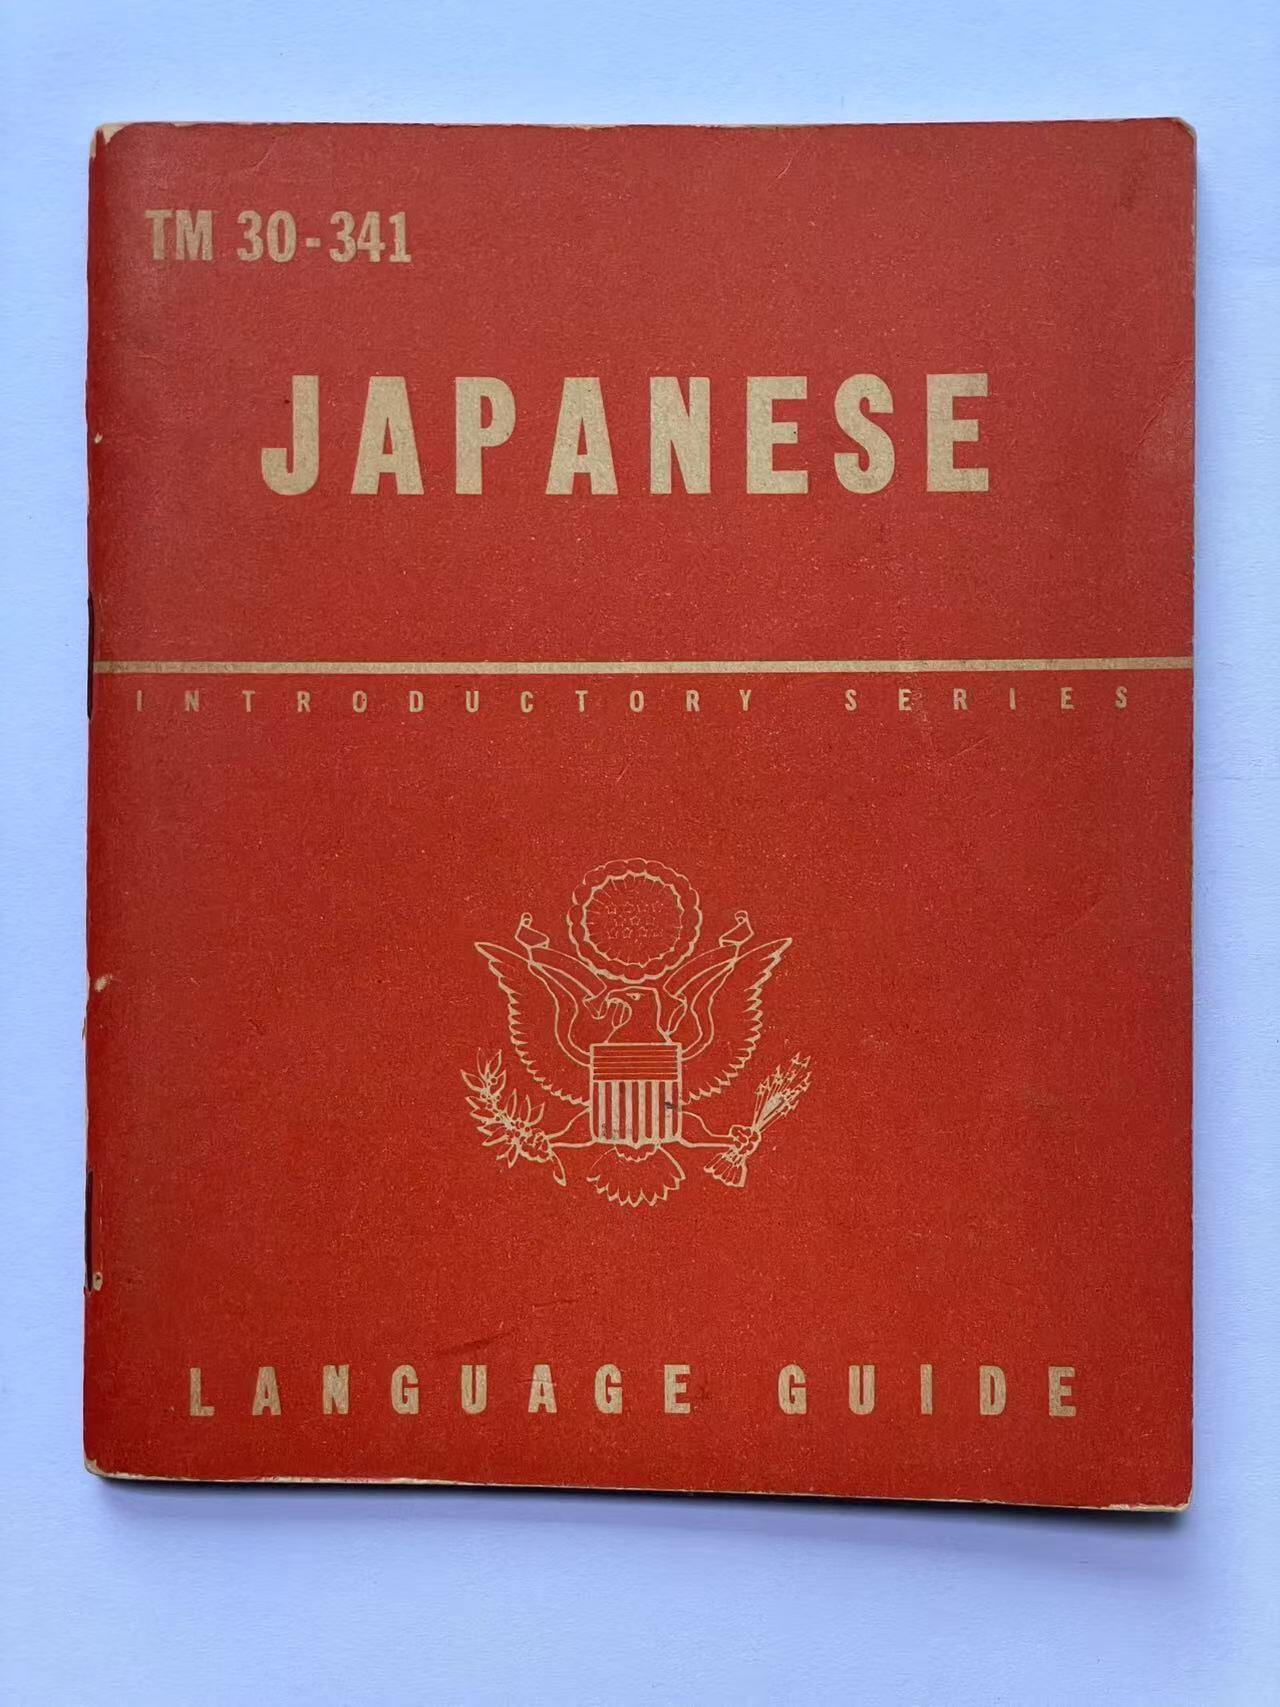 TM 30-341
JAPANESE
INTRODUCTORY SERIES
LANGUAGE GUIDE